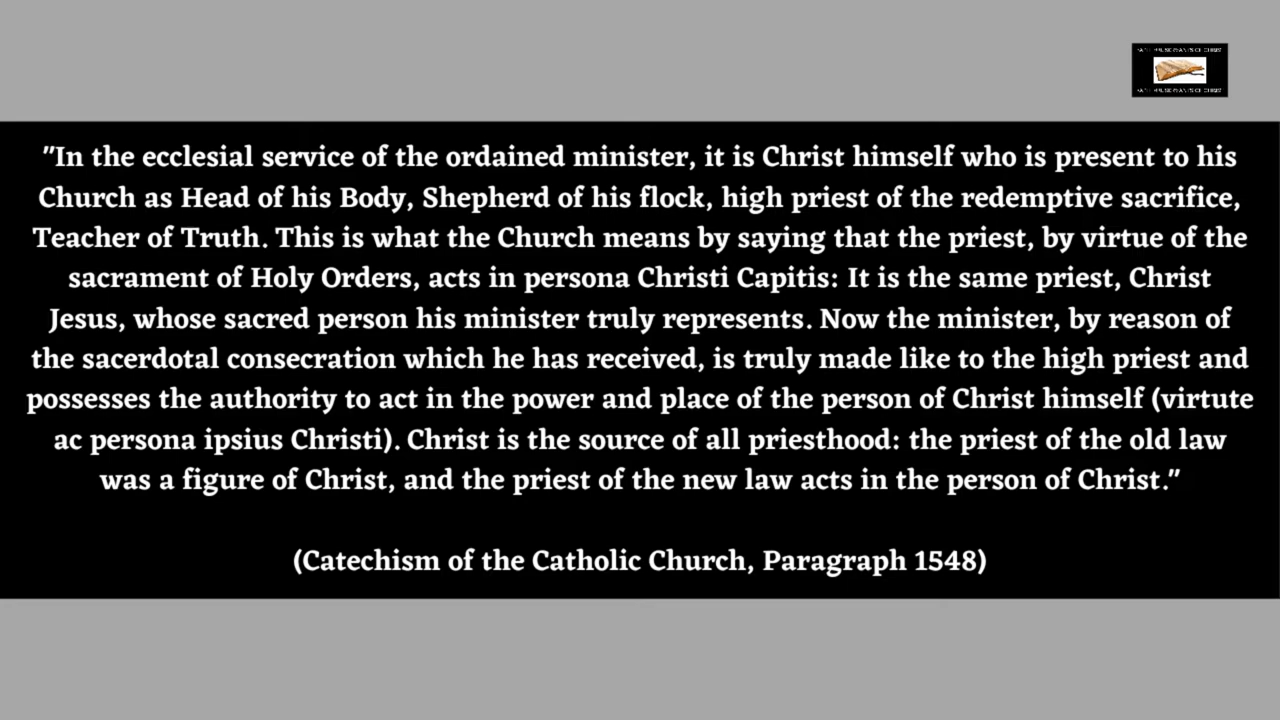 "In the ecclesial service of the ordained minister, it is Christ himself who is present to his
Church as Head of his Body, Shepherd of his flock, high priest of the redemptive sacrifice,
Teacher of Truth. This is what the Church means by saying that the priest, by virtue of the
sacrament of Holy Orders, acts in persona Christi Capitis: It is the same priest, Christ
Jesus, whose sacred person his minister truly represents. Now the minister, by reason of
the sacerdotal consecration which he has received, is truly made like to the high priest and
possesses the authority to act in the power and place of the person of Christ himself (virtute
ac persona ipsius Christi). Christ is the source of all priesthood: the priest of the old law
was a figure of Christ, and the priest of the new law acts in the person of Christ."
(Catechism of the Catholic Church, Paragraph 1548)